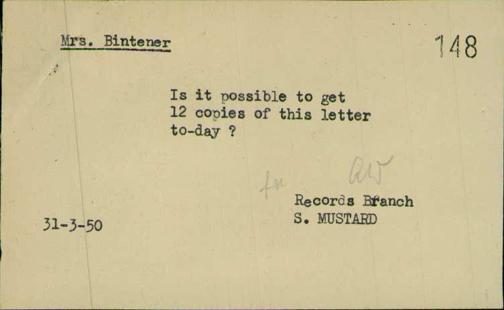 Mrs. Bintener
148
Is it possible to get
12 copies of this letter
to-day ?
Records Branch
S. MUSTARD
31-3-50